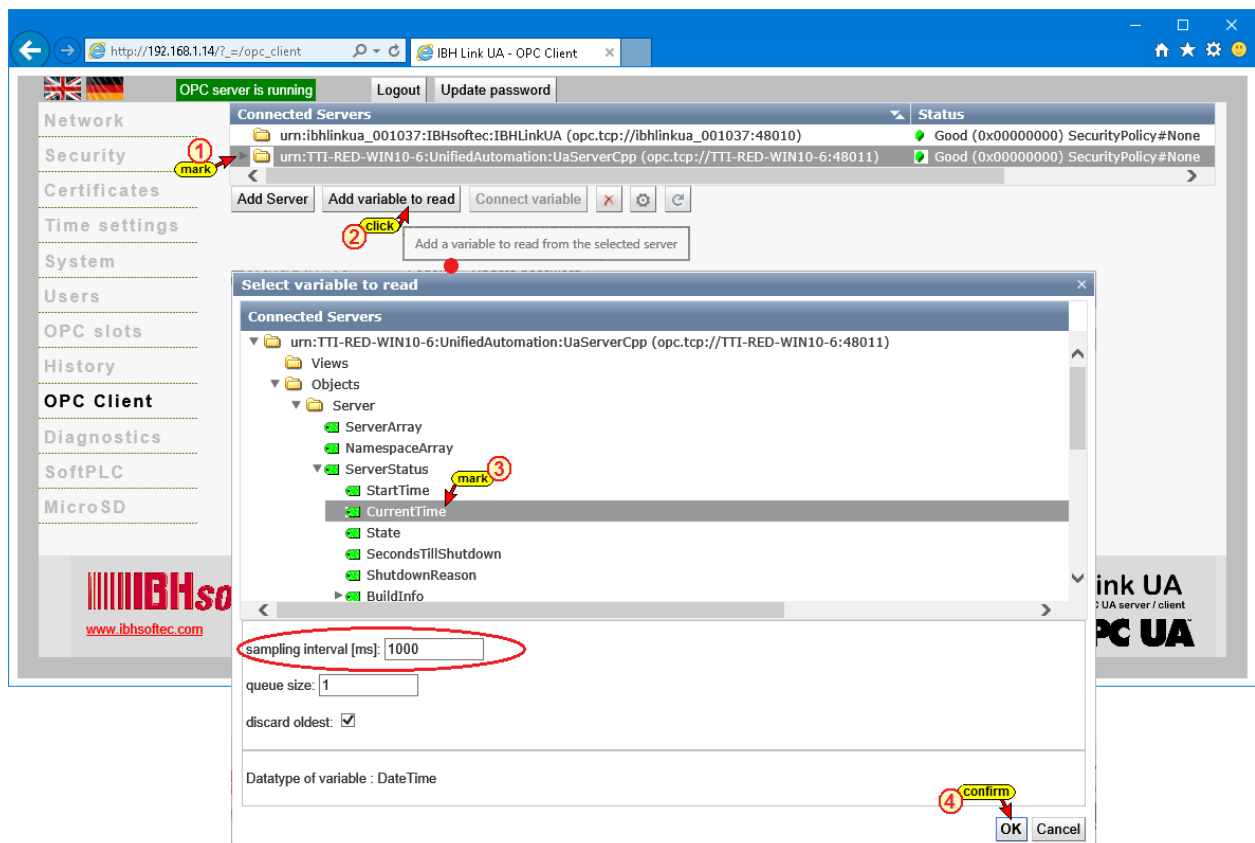 http://192.168.1.14/?_=/opc_client
IBH Link UA - OPC Client
OPC server is running
Logout
Update password
Network
Security
Certificates
Time settings
System
Users
OPC slots
History
OPC Client
Diagnostics
SoftPLC
MicroSD
Connected Servers
Status
urn:ibhlinkua_001037:IBHsoftec:IBHLinkUA (opc.tcp://ibhlinkua_001037:48010)
Good (0x00000000) SecurityPolicy#None
1
mark
urn:TTI-RED-WIN10-6:UnifiedAutomation:UaServerCpp (opc.tcp://TTI-RED-WIN10-6:48011)
Good (0x00000000) SecurityPolicy#None
Add Server
Add variable to read
Connect variable
2
click
Add a variable to read from the selected server
Select variable to read
Connected Servers
urn:TTI-RED-WIN10-6:UnifiedAutomation:UaServerCpp (opc.tcp://TTI-RED-WIN10-6:48011)
Views
Objects
Server
ServerArray
NamespaceArray
ServerStatus
mark
3
StartTime
CurrentTime
State
SecondsTillShutdown
ShutdownReason
BuildInfo
sampling interval [ms]: 1000
queue size: 1
discard oldest:
Datatype of variable : DateTime
4
confirm
OK
Cancel
IBHso
www.ibhsoftec.com
ink UA
UA server / client
PC UA